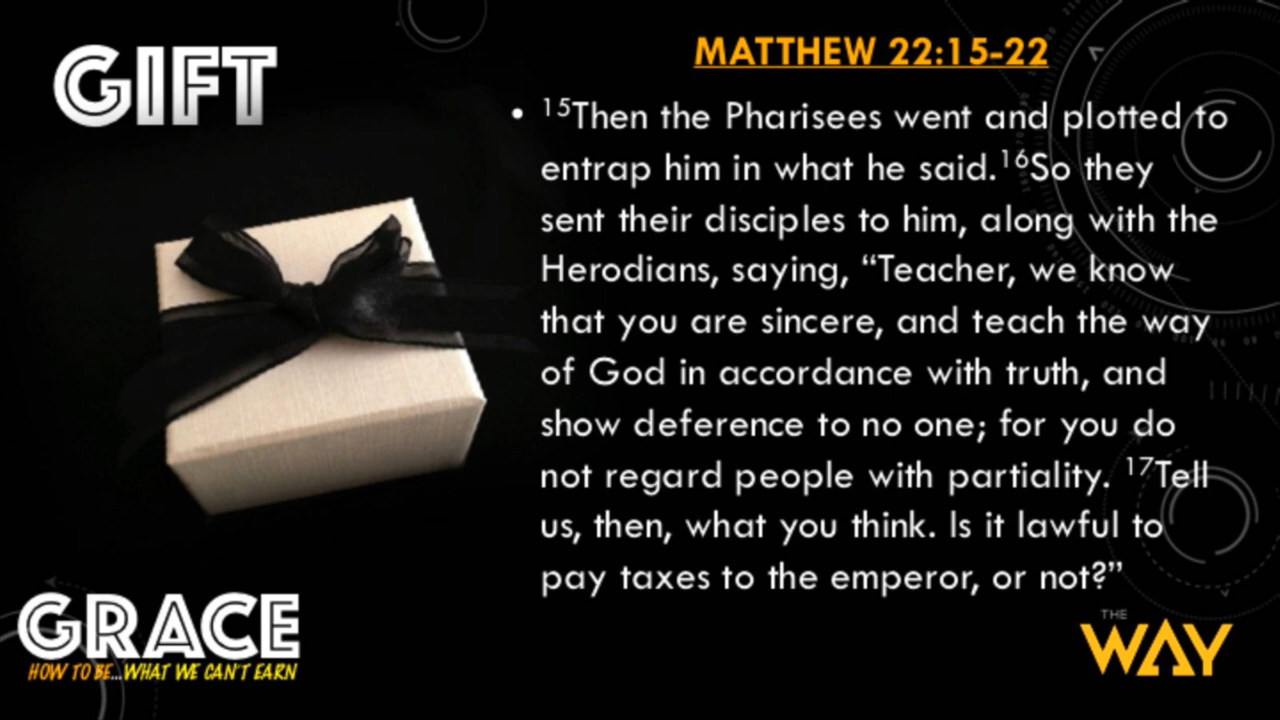 GIFT
MATTHEW 22:15-22
• ¹⁵Then the Pharisees went and plotted to
entrap him in what he said.¹⁶So they
sent their disciples to him, along with the
Herodians, saying, “Teacher, we know
that you are sincere, and teach the way
of God in accordance with truth, and
show deference to no one; for you do
not regard people with partiality. ¹⁷Tell
us, then, what you think. Is it lawful to
pay taxes to the emperor, or not?”
GRACE
HOW TO BE...WHAT WE CAN'T EARN
THE
WAY